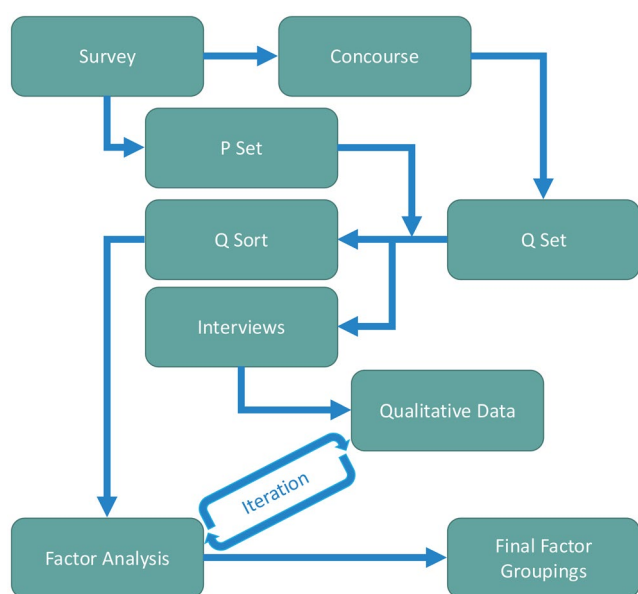 Survey
Concourse
P Set
Q Sort
Q Set
Interviews
Qualitative Data
Iteration
Factor Analysis
Final Factor
Groupings